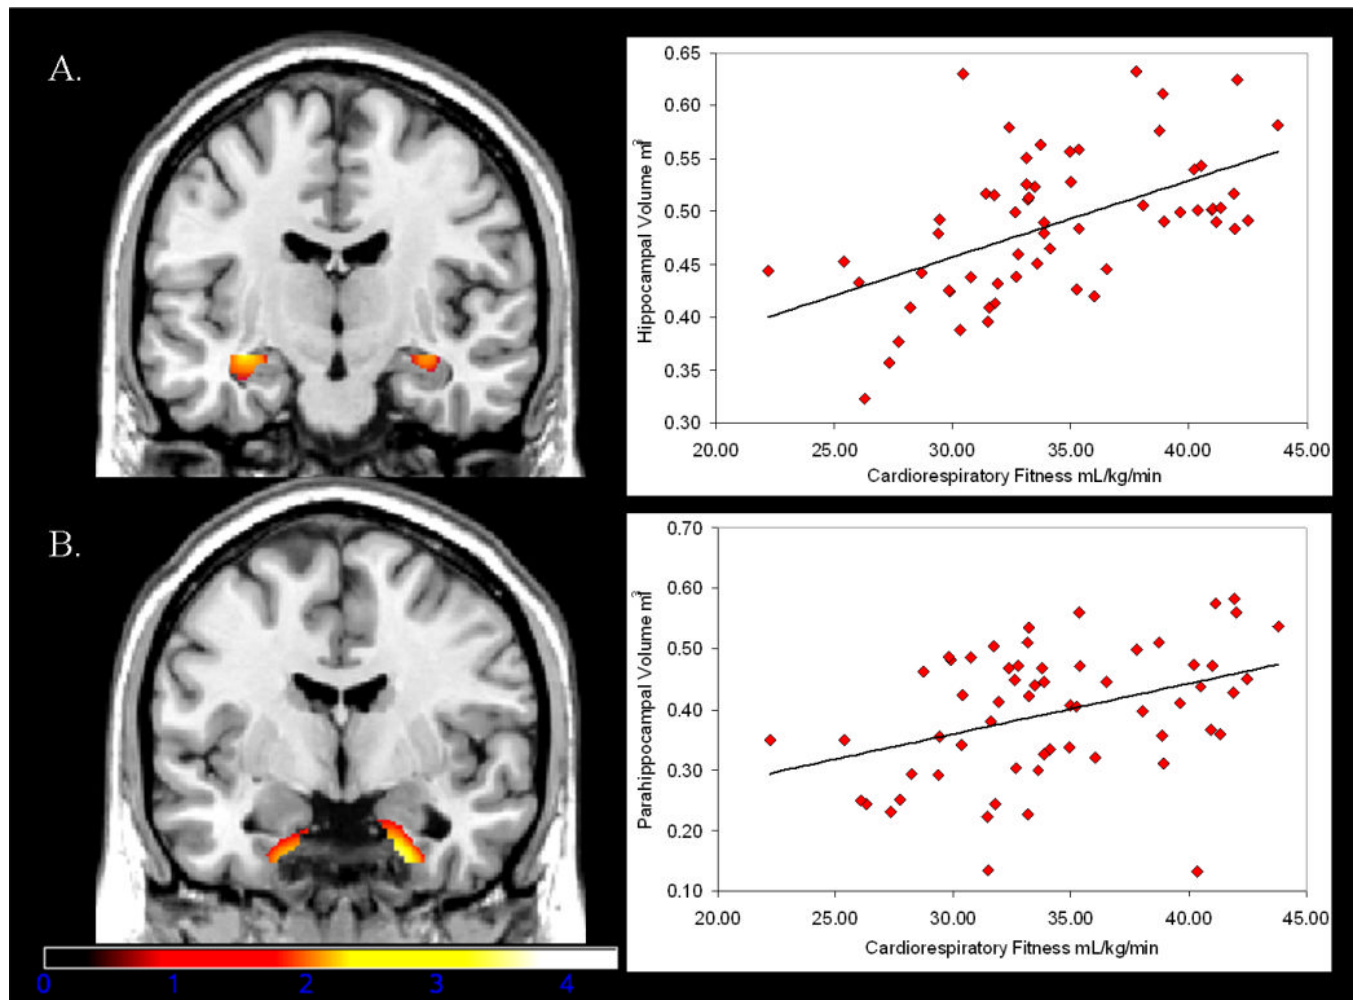 A.
0.65
0.60
0.55
0.50
0.45
0.40
0.35
0.30
Hippocampal Volume ml³
20.00 25.00 30.00 35.00 40.00 45.00
Cardiorespiratory Fitness mL/kg/min
B.
0.70
0.60
0.50
0.40
0.30
0.20
0.10
Parahippocampal Volume ml³
20.00 25.00 30.00 35.00 40.00 45.00
Cardiorespiratory Fitness mL/kg/min
0 1 2 3 4